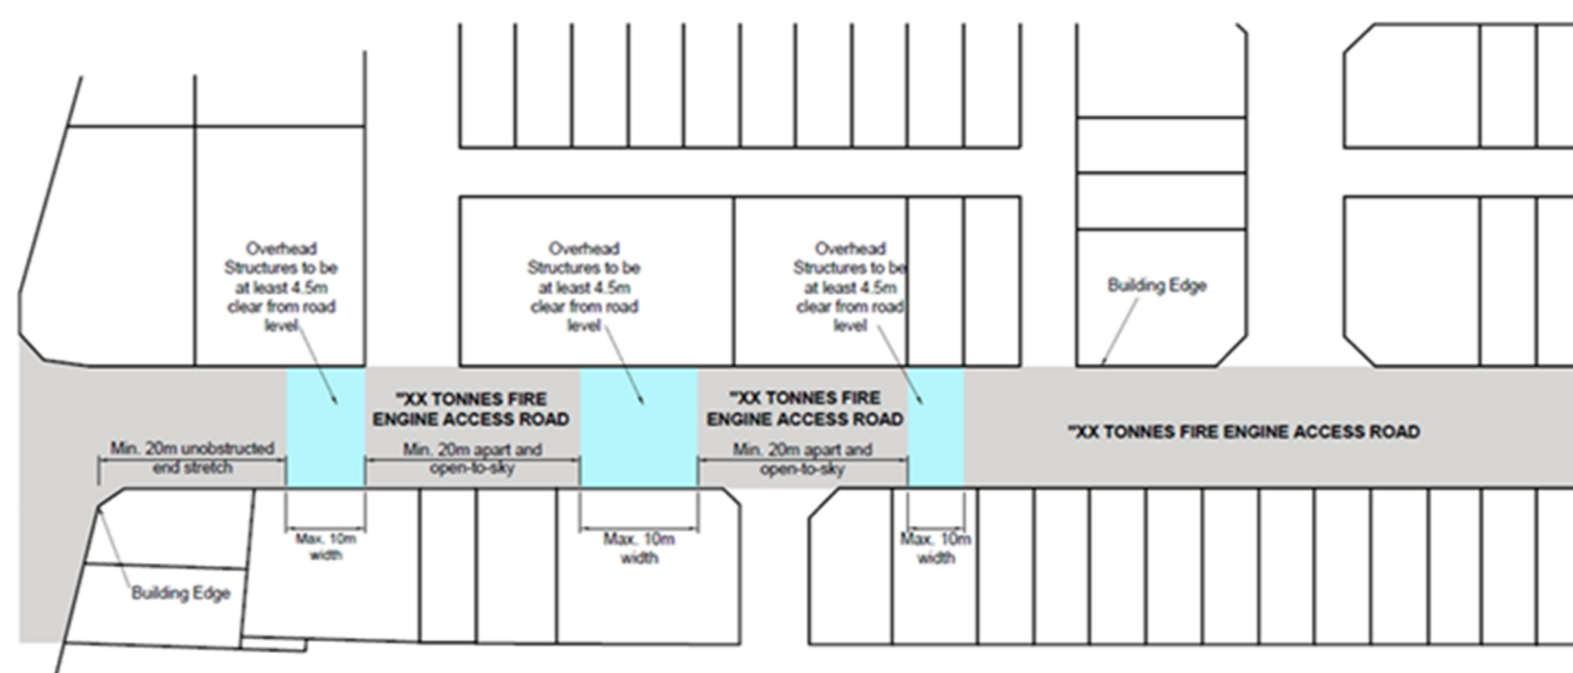 Overhead
Structures to be
at least 4.5m
clear from road
level
Overhead
Structures to be
at least 4.5m
clear from road
level
Overhead
Structures to be
at least 4.5m
clear from road
level
Building Edge
"XX TONNES FIRE
ENGINE ACCESS ROAD
"XX TONNES FIRE
ENGINE ACCESS ROAD
"XX TONNES FIRE ENGINE ACCESS ROAD
Min. 20m unobstructed
end stretch
Min. 20m apart and
open-to-sky
Min. 20m apart and
open-to-sky
Max. 10m
width
Max. 10m
width
Max. 10m
width
Building Edge